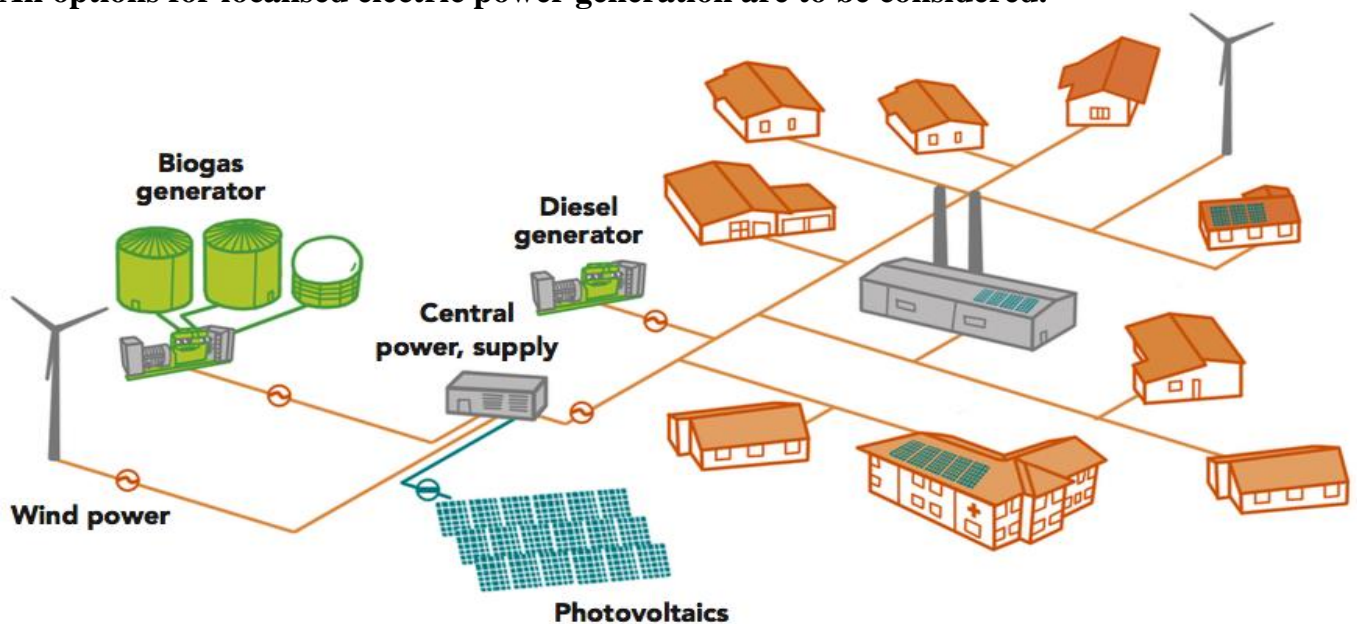 options for localised electric power generation are to be considered.
Biogas
generator
Diesel
generator
Central
power, supply
Wind power
Photovoltaics